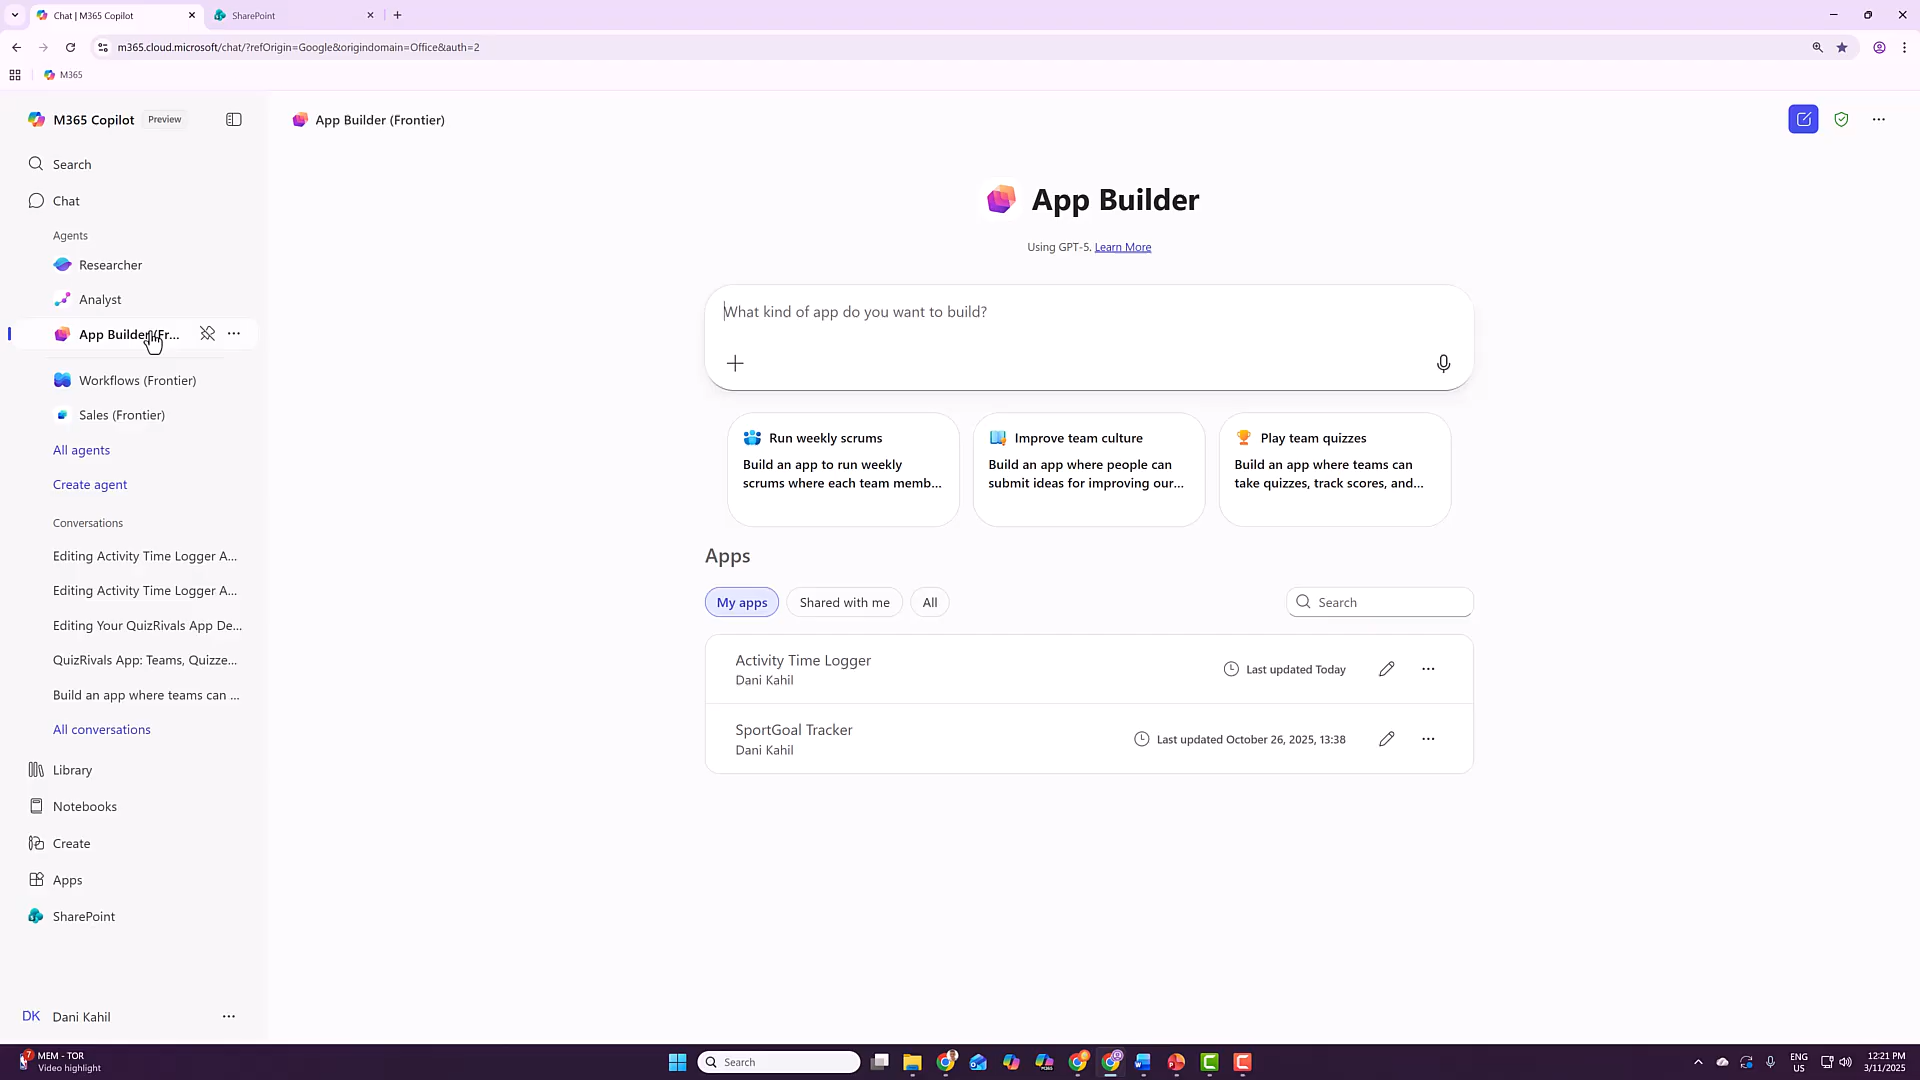 Chat | M365 Copilot
SharePoint
m365.cloud.microsoft/chat/?refOrigin=Google&origindomain=Office&auth=2
M365
M365 Copilot
Preview
Search
Chat
Agents
Researcher
Analyst
App Builder (Fr...
Workflows (Frontier)
Sales (Frontier)
All agents
Create agent
Conversations
Editing Activity Time Logger A...
Editing Activity Time Logger A...
Editing Your QuizRivals App De...
QuizRivals App: Teams, Quizze...
Build an app where teams can ...
All conversations
Library
Notebooks
Create
Apps
SharePoint
DK Dani Kahil
App Builder (Frontier)
App Builder
Using GPT-5. Learn More
What kind of app do you want to build?
Run weekly scrums
Build an app to run weekly
scrums where each team memb...
Improve team culture
Build an app where people can
submit ideas for improving our...
Play team quizzes
Build an app where teams can
take quizzes, track scores, and...
Apps
My apps
Shared with me
All
Search
Activity Time Logger
Dani Kahil
Last updated Today
SportGoal Tracker
Dani Kahil
Last updated October 26, 2025, 13:38
7
MEM - TOR
Video highlight
Search
ENG
US
12:21 PM
3/11/2025